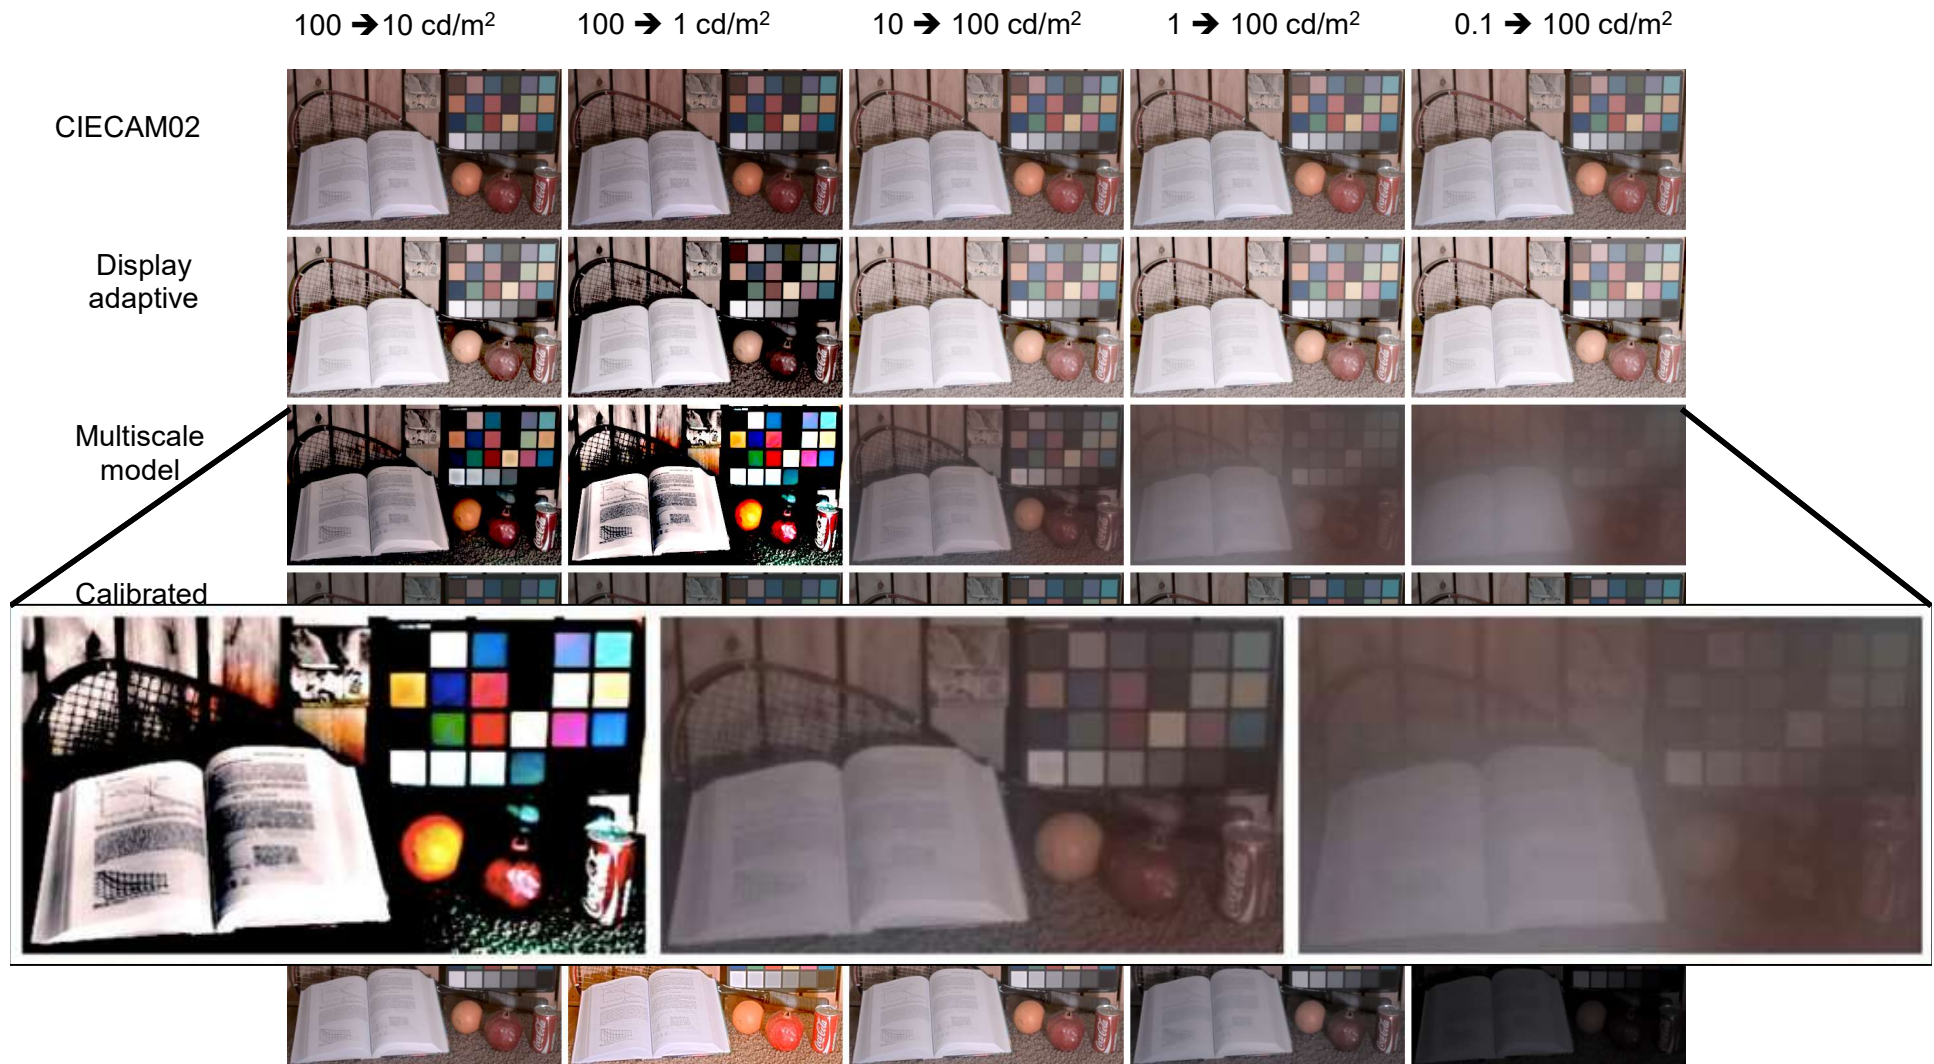 100 ➔ 10 cd/m² 100 ➔ 1 cd/m² 10 ➔ 100 cd/m² 1 ➔ 100 cd/m² 0.1 ➔ 100 cd/m²
CIECAM02
Display
adaptive
Multiscale
model
Calibrated